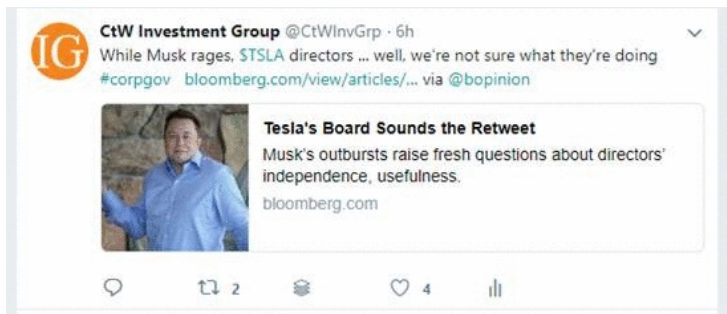 IG
CtW Investment Group @CtWInvGrp · 6h
While Musk rages, $TSLA directors ... well, we're not sure what they're doing
#corpgov bloomberg.com/view/articles/... via @bopinion
Tesla's Board Sounds the Retweet
Musk's outbursts raise fresh questions about directors'
independence, usefulness.
bloomberg.com
2
4